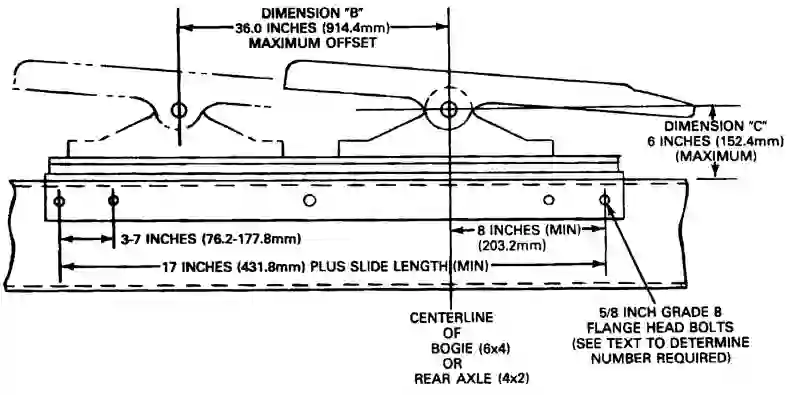 DIMENSION "B"
36.0 INCHES (914.4mm)
MAXIMUM OFFSET
DIMENSION "C"
6 INCHES (152.4mm)
(MAXIMUM)
8 INCHES (MIN)
(203.2mm)
3-7 INCHES (76.2-177.8mm)
17 INCHES (431.8mm) PLUS SLIDE LENGTH (MIN)
CENTERLINE
OF
BOGIE (6x4)
OR
REAR AXLE (4x2)
5/8 INCH GRADE 8
FLANGE HEAD BOLTS
(SEE TEXT TO DETERMINE
NUMBER REQUIRED)